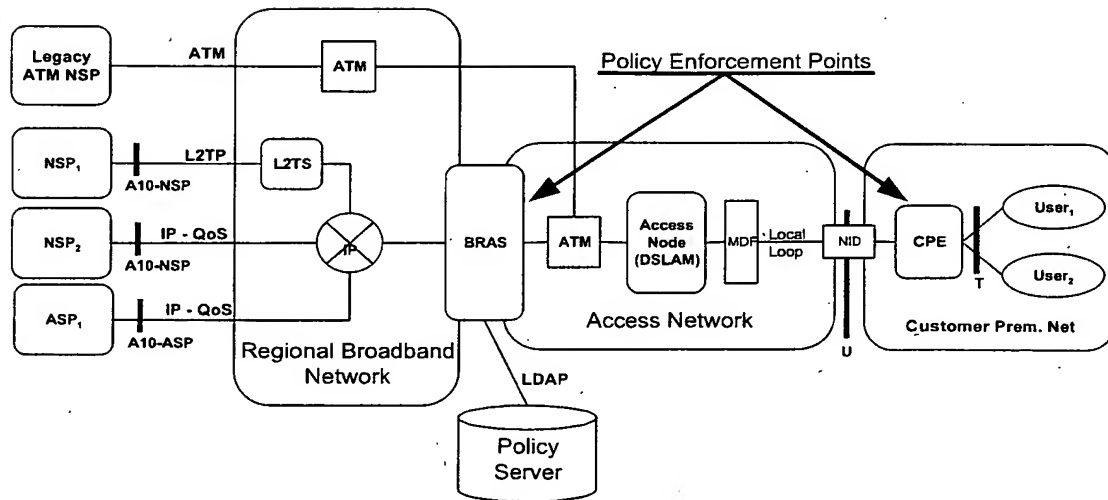 Legacy
ATM NSP
ATM
ATM
Policy Enforcement Points
NSP1
L2TP
A10-NSP
L2TS
NSP2
IP - QoS
A10-NSP
IP
BRAS
ATM
Access
Node
(DSLAM)
MDF
Local
Loop
NID
CPE
User1
User2
T
ASP1
IP - QoS
A10-ASP
Regional Broadband
Network
Access Network
Customer Prem. Net
U
LDAP
Policy
Server